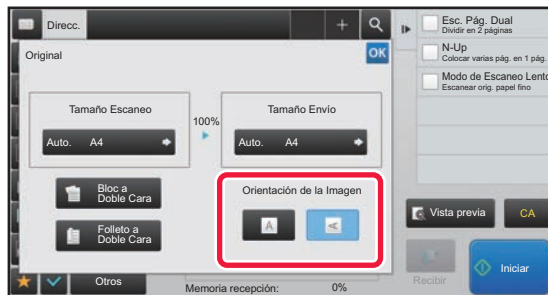 Direcc.
Original
OK
Tamaño Escaneo
100%
Tamaño Envío
Auto. A4
Auto. A4
Bloc a
Doble Cara
Folleto a
Doble Cara
Orientación de la Imagen
A
A
Otros
Memoria recepción: 0%
Esc. Pág. Dual
Dividir en 2 páginas
N-Up
Colocar varias pág. en 1 pág.
Modo de Escaneo Lento
Escanear orig. papel fino
Vista previa
CA
Recibir
Iniciar